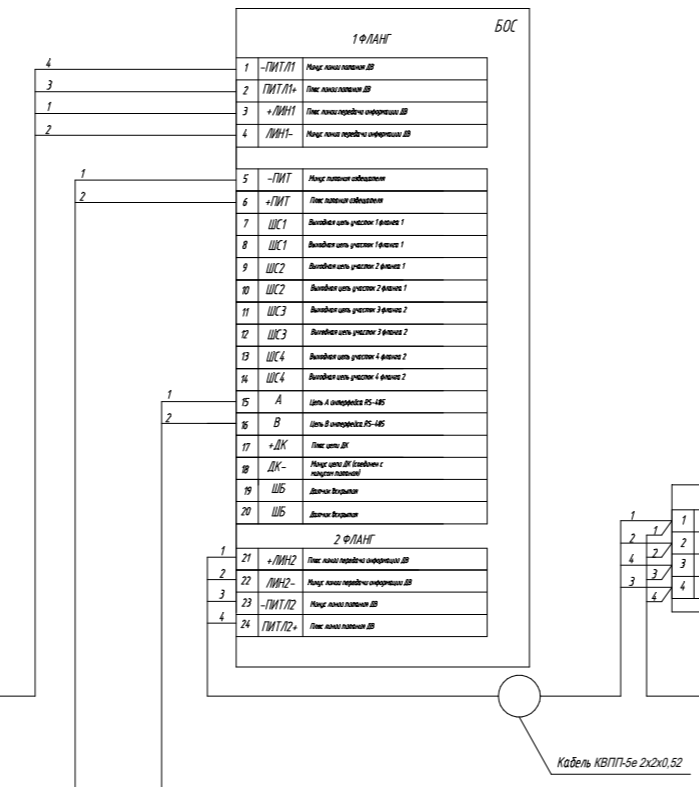 БОС
1 ФЛАНГ
4
3
1
2
1 -ПИТЛ1 Минус линии питания ДВ
2 ПИТЛ1+ Плюс линии питания ДВ
3 +ЛИН1 Плюс линии передачи информации ДВ
4 ЛИН1- Минус линии передачи информации ДВ
1
2
5 -ПИТ Минус питания извещателя
6 +ПИТ Плюс питания извещателя
7 ШС1 Выходная цепь участок 1 фланга 1
8 ШС1 Выходная цепь участок 1 фланга 1
9 ШС2 Выходная цепь участок 2 фланга 1
10 ШС2 Выходная цепь участок 2 фланга 1
11 ШС3 Выходная цепь участок 3 фланга 2
12 ШС3 Выходная цепь участок 3 фланга 2
13 ШС4 Выходная цепь участок 4 фланга 2
14 ШС4 Выходная цепь участок 4 фланга 2
1
2
15 А Цепь А интерфейса RS-485
16 В Цепь В интерфейса RS-485
17 +ДК Плюс цепи ДК
18 ДК- Минус цепи ДК (соединен с
минусом питания)
19 ШБ Датчик вскрытия
20 ШБ Датчик вскрытия
2 ФЛАНГ
1
2
3
4
21 +ЛИН2 Плюс линии передачи информации ДВ
22 ЛИН2- Минус линии передачи информации ДВ
23 -ПИТЛ2 Минус линии питания ДВ
24 ПИТЛ2+ Плюс линии питания ДВ
1
2
4
3
1
2
3
4
1
2
3
4
Кабель КВПП-5е 2х2х0,52